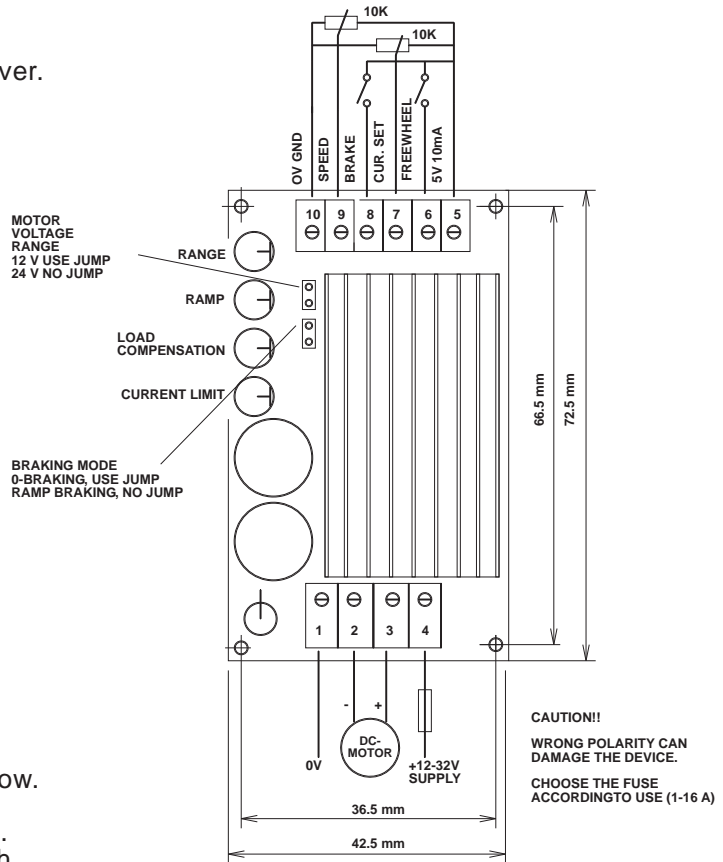 10K
10K
ver.
OV GND
SPEED
BRAKE
CUR. SET
FREEWHEEL
5V 10mA
10 9 8 7 6 5
MOTOR
VOLTAGE
RANGE
12 V USE JUMP
24 V NO JUMP
RANGE
RAMP
LOAD
COMPENSATION
CURRENT LIMIT
66.5 mm
72.5 mm
BRAKING MODE
0-BRAKING, USE JUMP
RAMP BRAKING, NO JUMP
1 2 3 4
- +
DC-
MOTOR
0V
+12-32V
SUPPLY
CAUTION!!
WRONG POLARITY CAN
DAMAGE THE DEVICE.
CHOOSE THE FUSE
ACCORDINGTO USE (1-16 A)
ow.
36.5 mm
.
42.5 mm